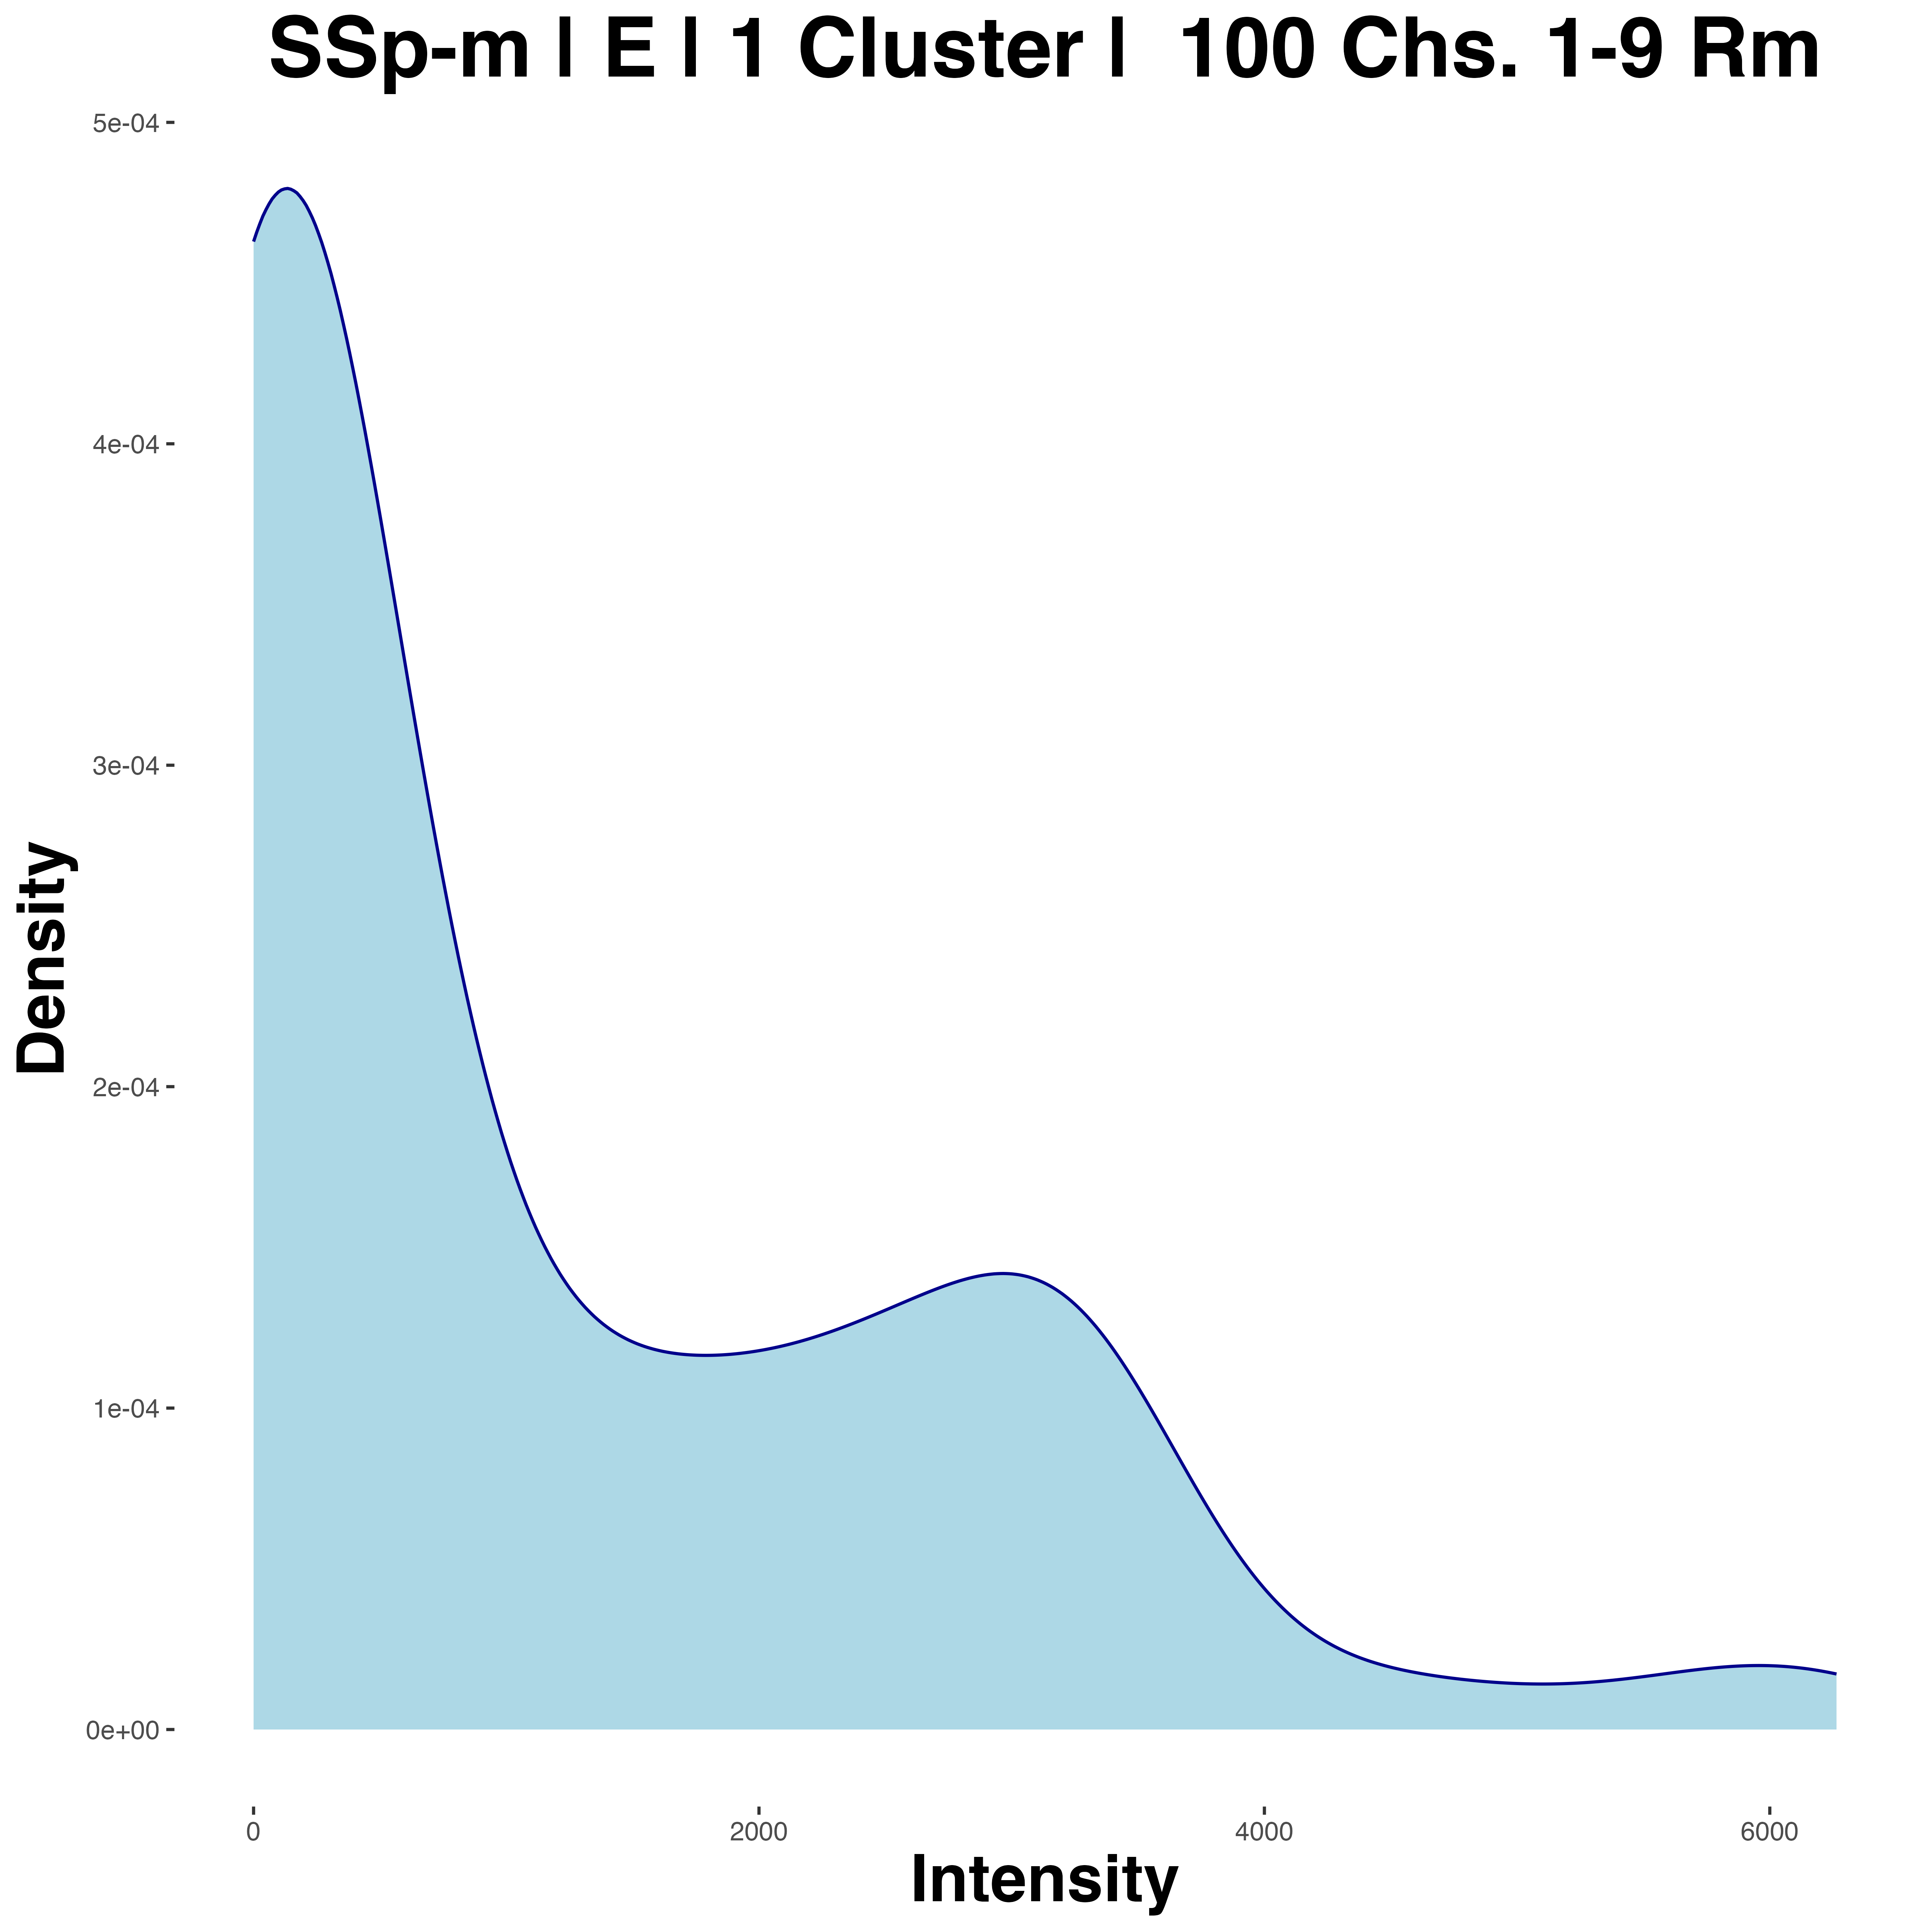 SSp-m | E | 1 Cluster |  100 Chs. 1-9 Rm
5e-04
4e-04
3e-04
2e-04
1e-04
0e+00
Density
0 2000 4000 6000
Intensity